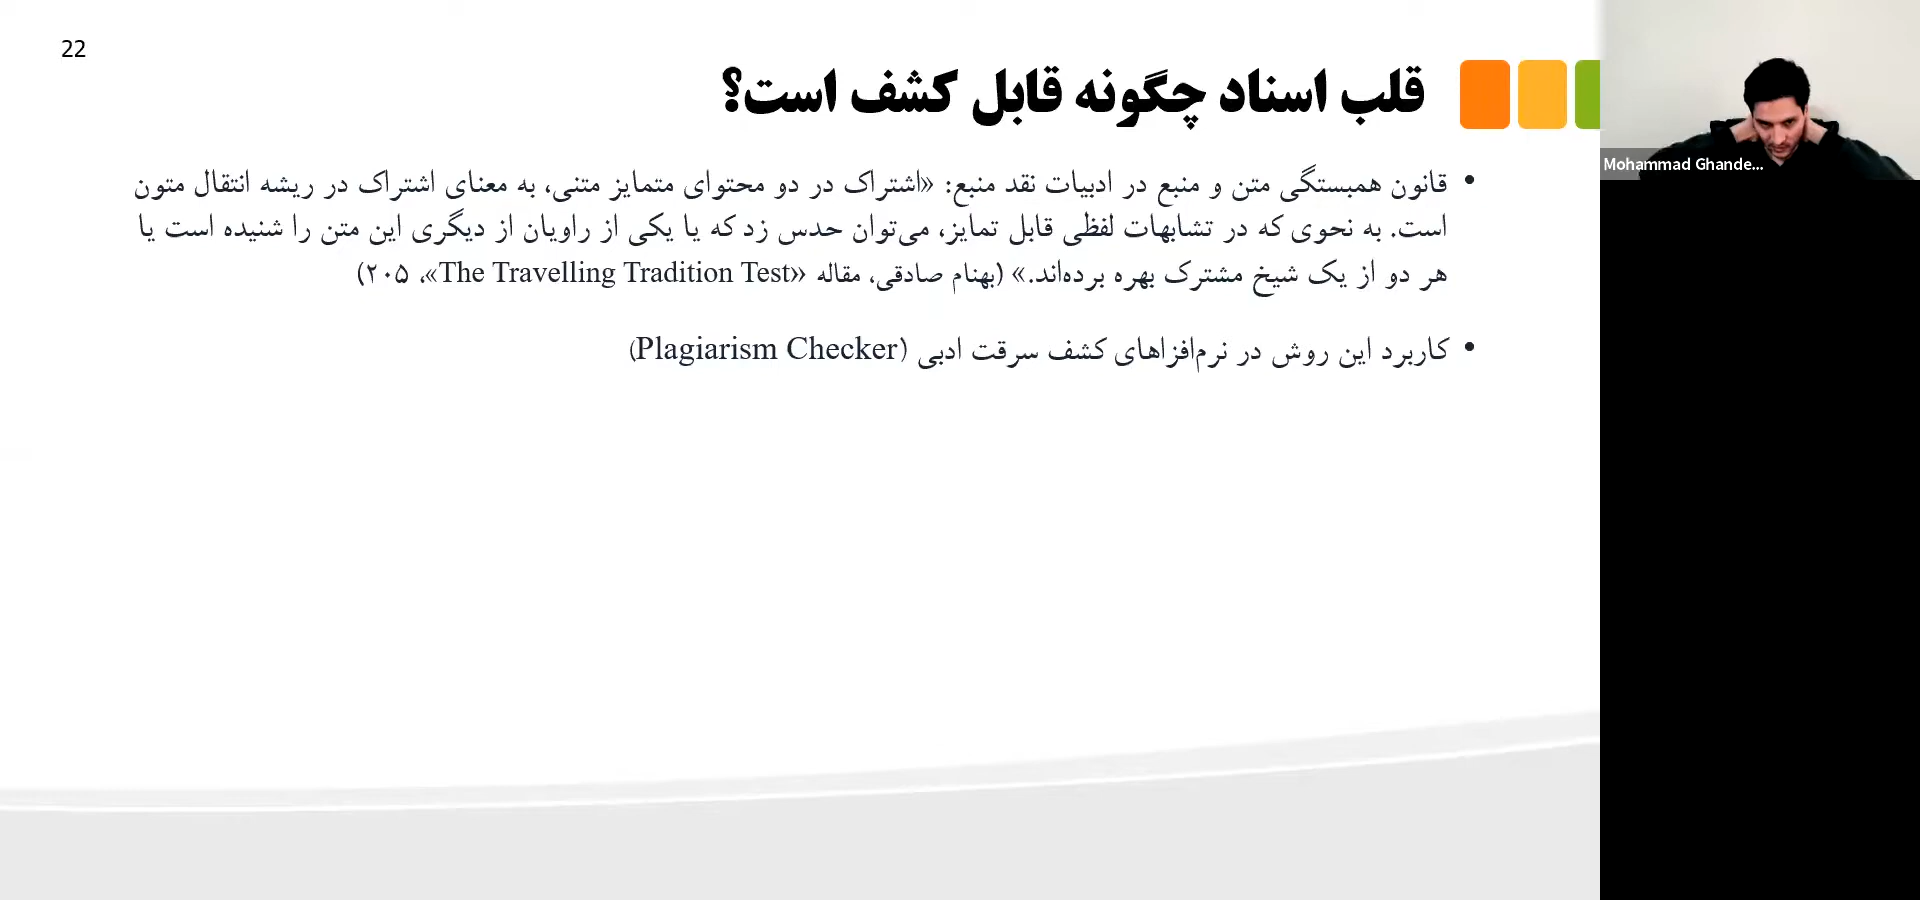 22
قلب اسناد چگونه قابل کشف است؟
• قانون همبستگی متن و منبع در ادبیات نقد منبع: «اشتراک در دو محتوای متمایز متنی، به معنای اشتراک در ریشه انتقال متون
است. به نحوی که در تشابهات لفظی قابل تمایز، می‌توان حدس زد که یا یکی از راویان از دیگری این متن را شنیده است یا
هر دو از یک شیخ مشترک بهره برده‌اند.» (بهنام صادقی، مقاله «The Travelling Tradition Test»، ۲۰۵)
• کاربرد این روش در نرم‌افزاهای کشف سرقت ادبی (Plagiarism Checker)
Mohammad Ghande...